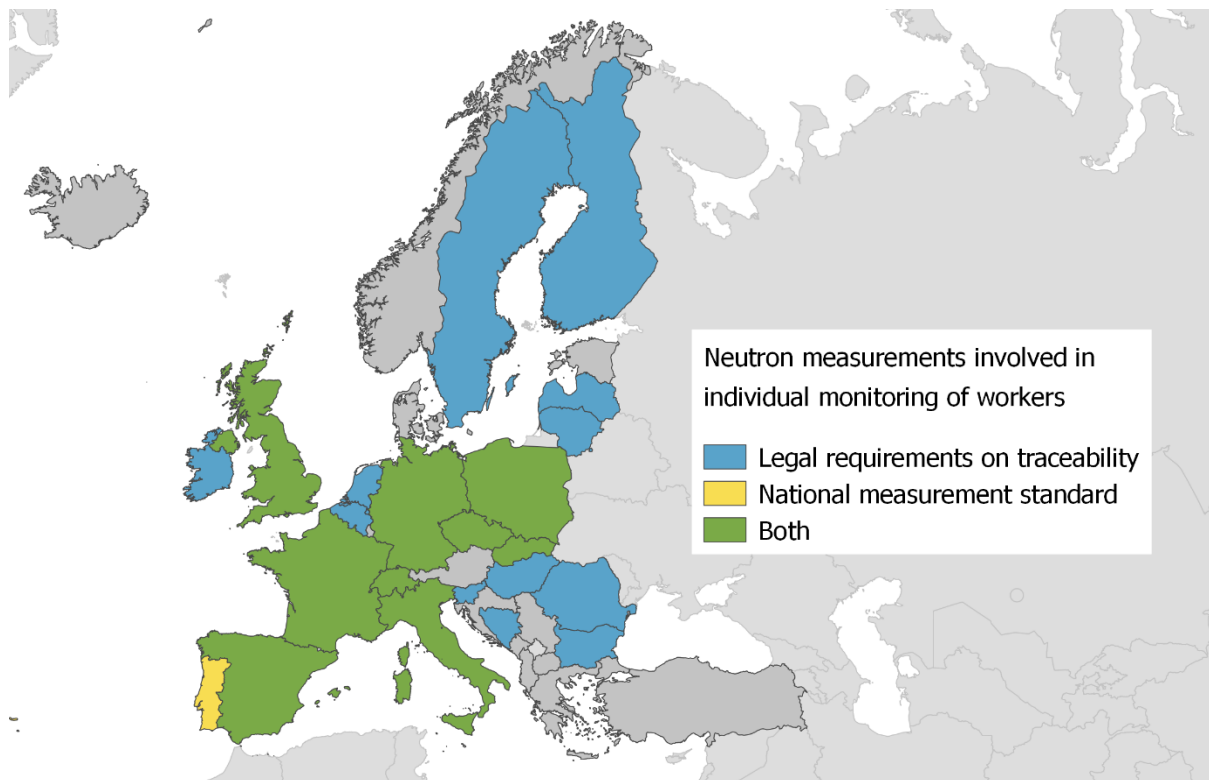 Neutron measurements involved in
individual monitoring of workers
Legal requirements on traceability
National measurement standard
Both